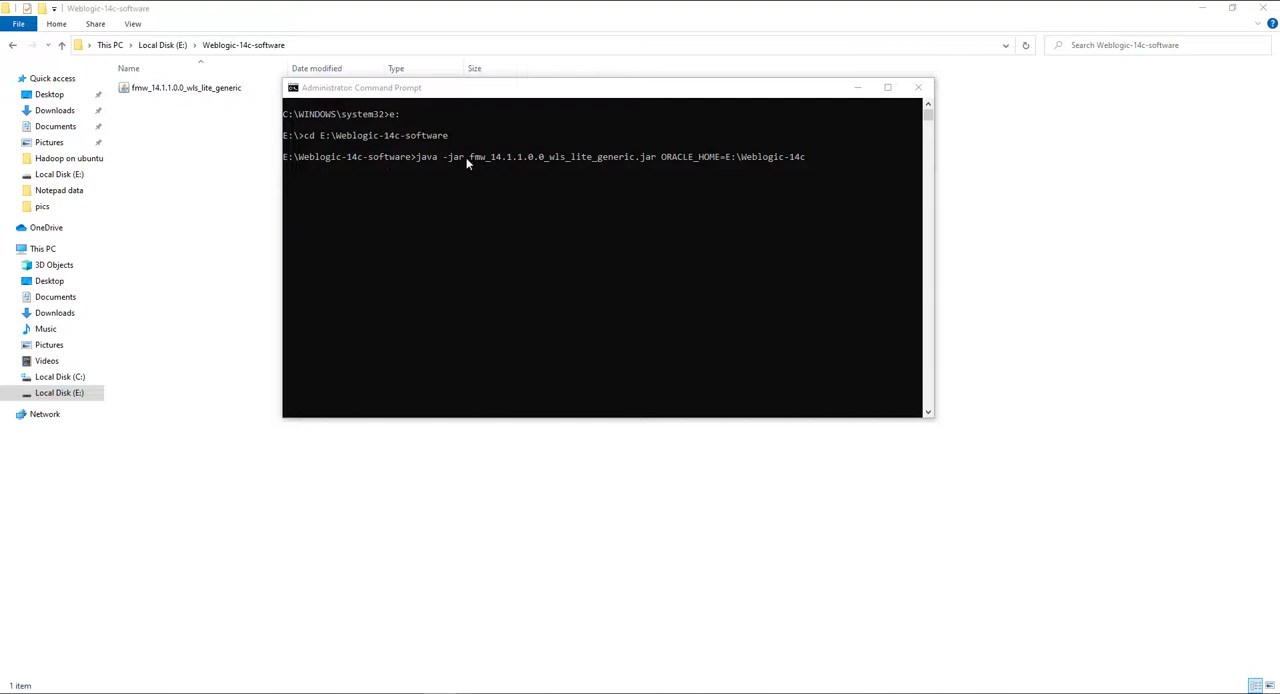 Weblogic-14c-software
File Home Share View
This PC Local Disk (E:) Weblogic-14c-software
Search Weblogic-14c-software
Name Date modified Type Size
fmw_14.1.1.0.0_wls_lite_generic
Quick access
Desktop
Downloads
Documents
Pictures
Hadoop on ubuntu
Local Disk (E:)
Notepad data
pics
OneDrive
This PC
3D Objects
Desktop
Documents
Downloads
Music
Pictures
Videos
Local Disk (C:)
Local Disk (E:)
Network
Administrator: Command Prompt
C:\WINDOWS\system32>e:
E:\>cd E:\Weblogic-14c-software
E:\Weblogic-14c-software>java -jar fmw_14.1.1.0.0_wls_lite_generic.jar ORACLE_HOME=E:\Weblogic-14c
1 item